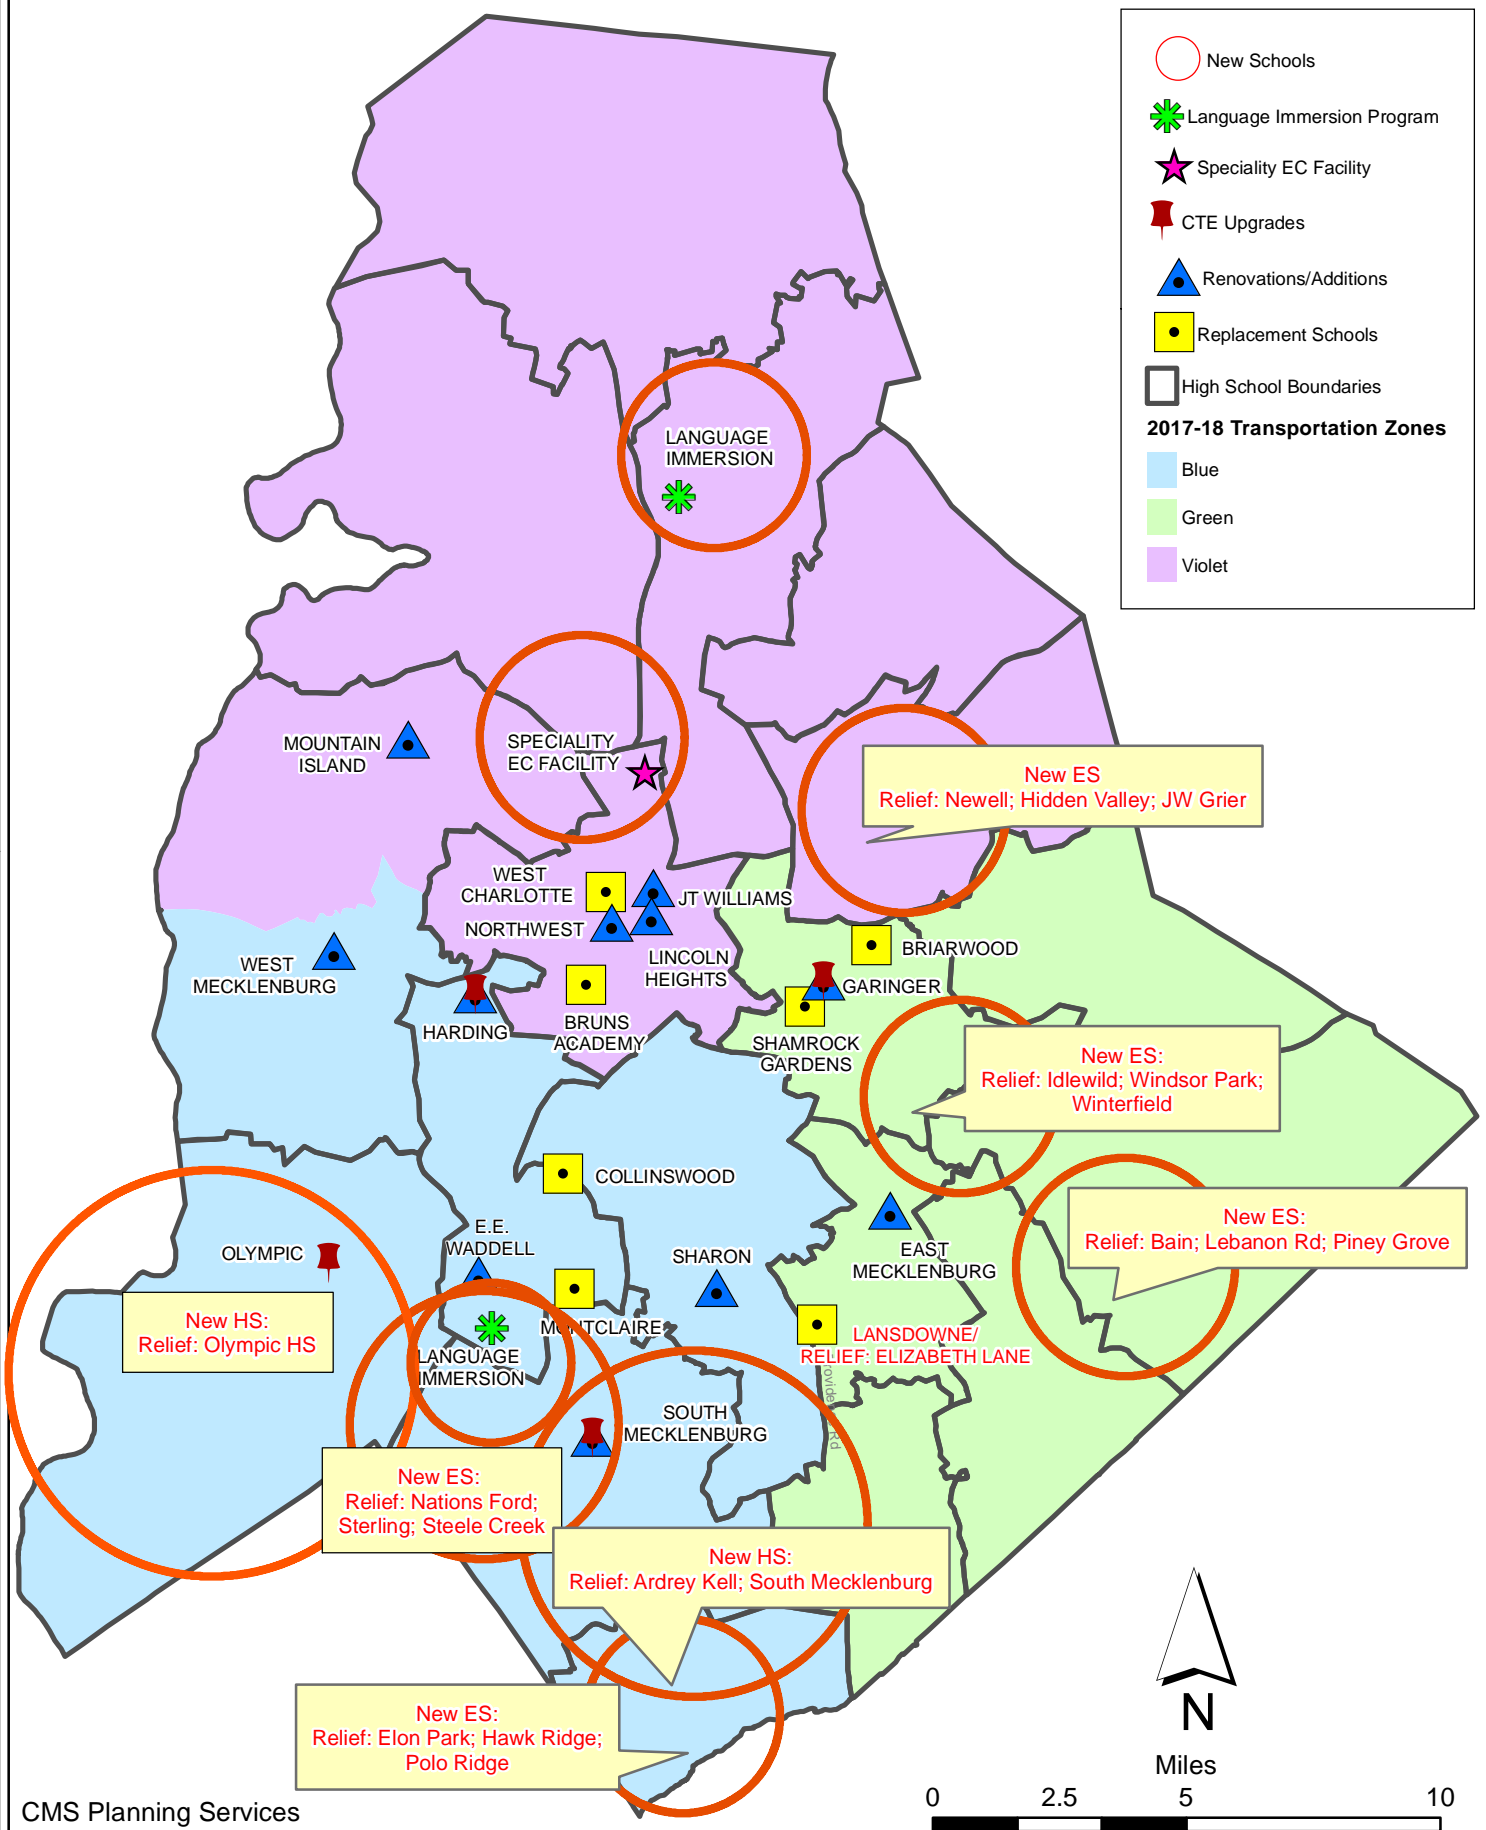 New Schools
Language Immersion Program
Speciality EC Facility
CTE Upgrades
Renovations/Additions
Replacement Schools
High School Boundaries
2017-18 Transportation Zones
Blue
Green
Violet
LANGUAGE
IMMERSION
MOUNTAIN
ISLAND
SPECIALITY
EC FACILITY
New ES
Relief: Newell; Hidden Valley; JW Grier
WEST
CHARLOTTE
JT WILLIAMS
NORTHWEST
LINCOLN
HEIGHTS
BRIARWOOD
WEST
MECKLENBURG
GARINGER
HARDING
BRUNS
ACADEMY
SHAMROCK
GARDENS
New ES:
Relief: Idlewild; Windsor Park;
Winterfield
COLLINSWOOD
New ES:
Relief: Bain; Lebanon Rd; Piney Grove
OLYMPIC
E.E.
WADDELL
SHARON
EAST
MECKLENBURG
New HS:
Relief: Olympic HS
MONTCLAIRE
LANSDOWNE/
RELIEF: ELIZABETH LANE
LANGUAGE
IMMERSION
Providence Rd
SOUTH
MECKLENBURG
New ES:
Relief: Nations Ford;
Sterling; Steele Creek
New HS:
Relief: Ardrey Kell; South Mecklenburg
New ES:
Relief: Elon Park; Hawk Ridge;
Polo Ridge
N
Miles
0 2.5 5 10
CMS Planning Services